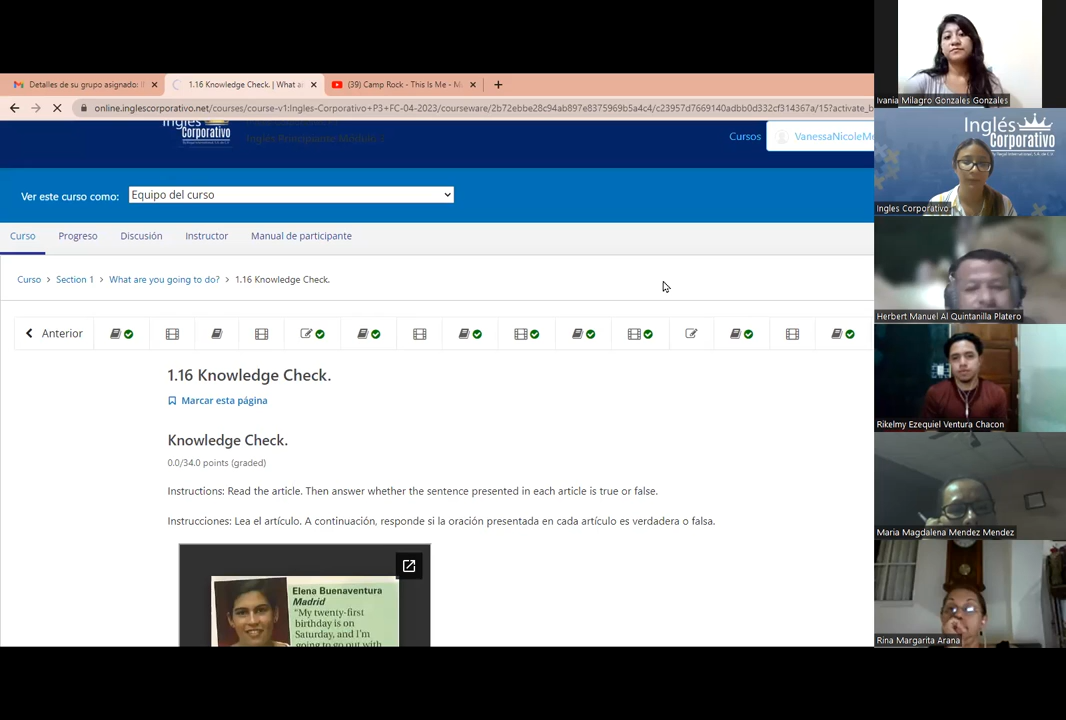 Detalles de su grupo asignado: I
1.16 Knowledge Check. | What a
(39) Camp Rock - This Is Me - M
online.inglescorporativo.net/courses/course-v1:Ingles-Corporativo+P3+FC-04-2023/courseware/2b72ebbe28c94ab897e8375969b5a4c4/c23957d7669140adbb0d332cf314367a/15?activate_b
Inglés
Corporativo
Inglés Principiante Módulo
Cursos
VanessaNicoleMe
Ver este curso como:
Equipo del curso
Curso
Progreso
Discusión
Instructor
Manual de participante
Curso > Section 1 > What are you going to do? > 1.16 Knowledge Check.
Anterior
1.16 Knowledge Check.
Marcar esta página
Knowledge Check.
0.0/34.0 points (graded)
Instructions: Read the article. Then answer whether the sentence presented in each article is true or false.
Instrucciones: Lea el artículo. A continuación, responde si la oración presentada en cada artículo es verdadera o falsa.
Elena Buenaventura
Madrid
"My twenty-first
birthday is on
Saturday, and I'm
going to go out with
Ivania Milagro Gonzales Gonzales
Inglés
Corporativo
Ingles Corporativo
Herbert Manuel Al Quintanilla Platero
Rikelmy Ezequiel Ventura Chacon
Maria Magdalena Mendez Mendez
Rina Margarita Arana